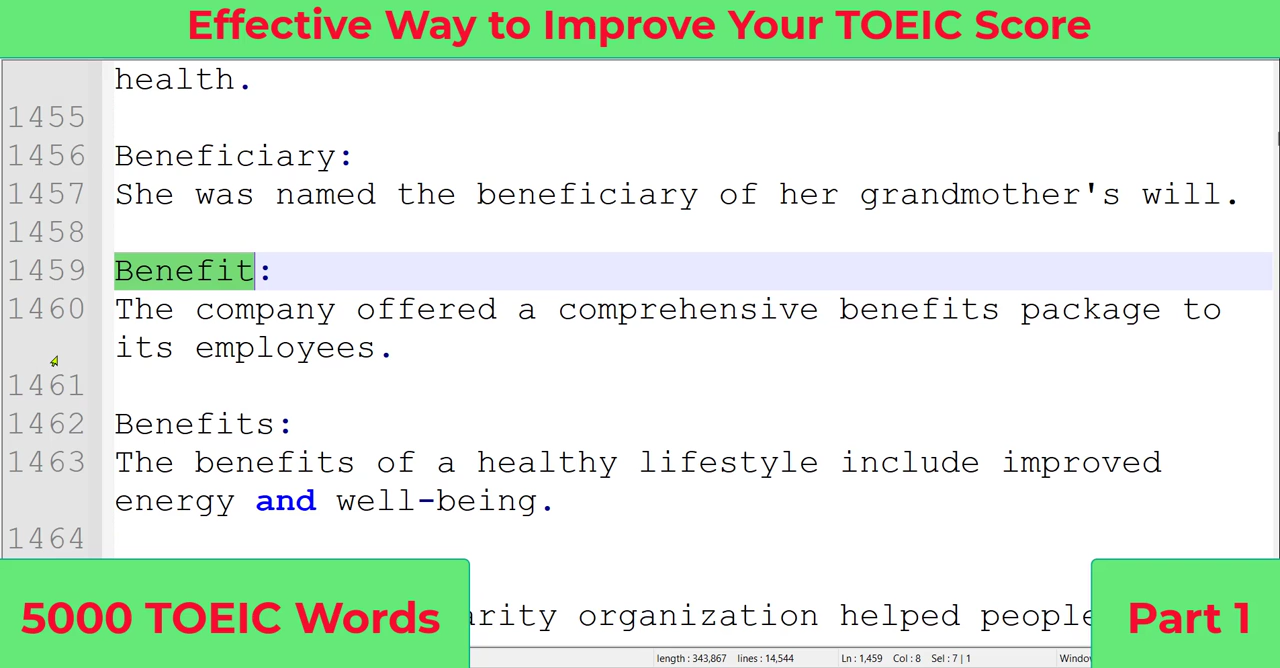 Effective Way to Improve Your TOEIC Score
health.
1455
1456 Beneficiary:
1457 She was named the beneficiary of her grandmother's will.
1458
1459 Benefit:
1460 The company offered a comprehensive benefits package to
its employees.
1461
1462 Benefits:
1463 The benefits of a healthy lifestyle include improved
energy and well-being.
1464
organization helped people
5000 TOEIC Words
Part 1
length : 343,867 lines : 14,544 Ln : 1,459 Col : 8 Sel : 7 | 1